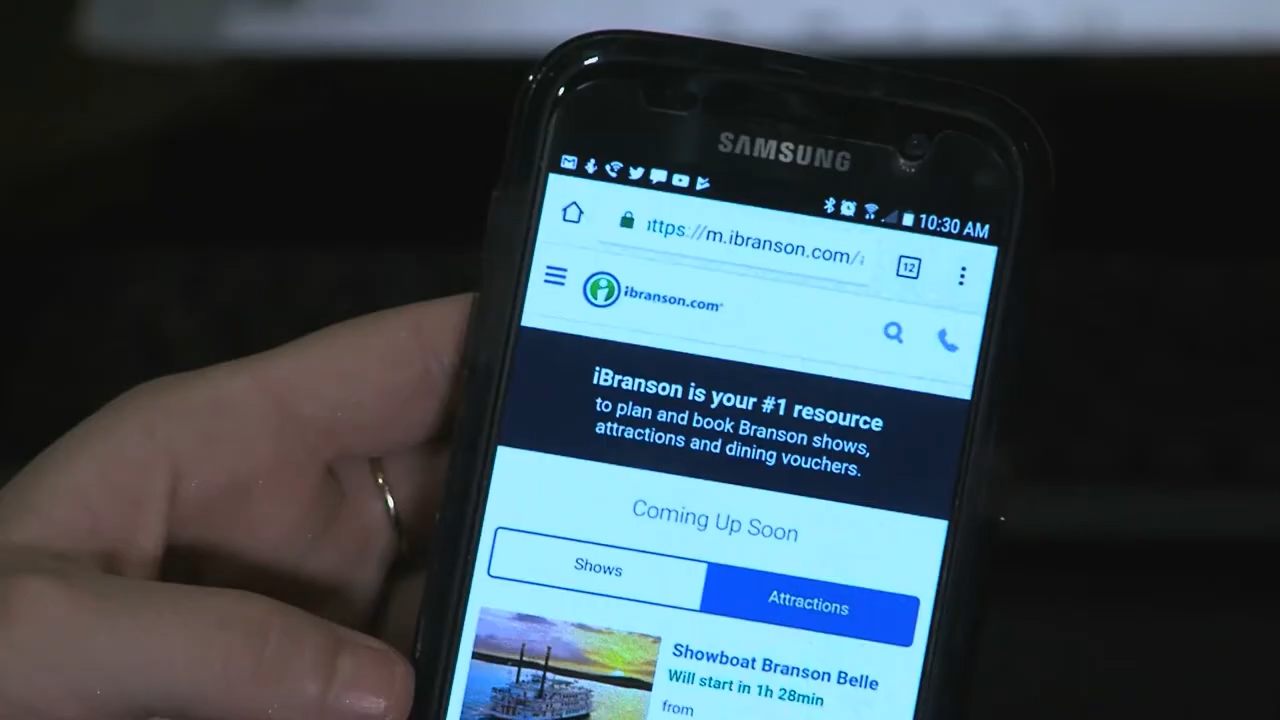 SAMSUNG
10:30 AM
ttps://m.ibranson.com/
12
ibranson.com
iBranson is your #1 resource
to plan and book Branson shows,
attractions and dining vouchers.
Coming Up Soon
Shows
Attractions
Showboat Branson Belle
Will start in 1h 28min
from